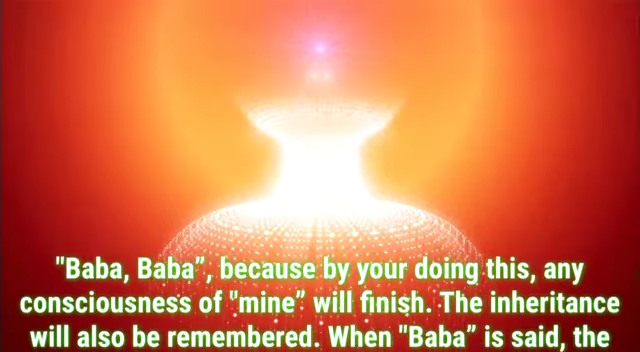 "Baba, Baba”, because by your doing this, any
consciousness of "mine” will finish. The inheritance
will also be remembered. When "Baba” is said, the